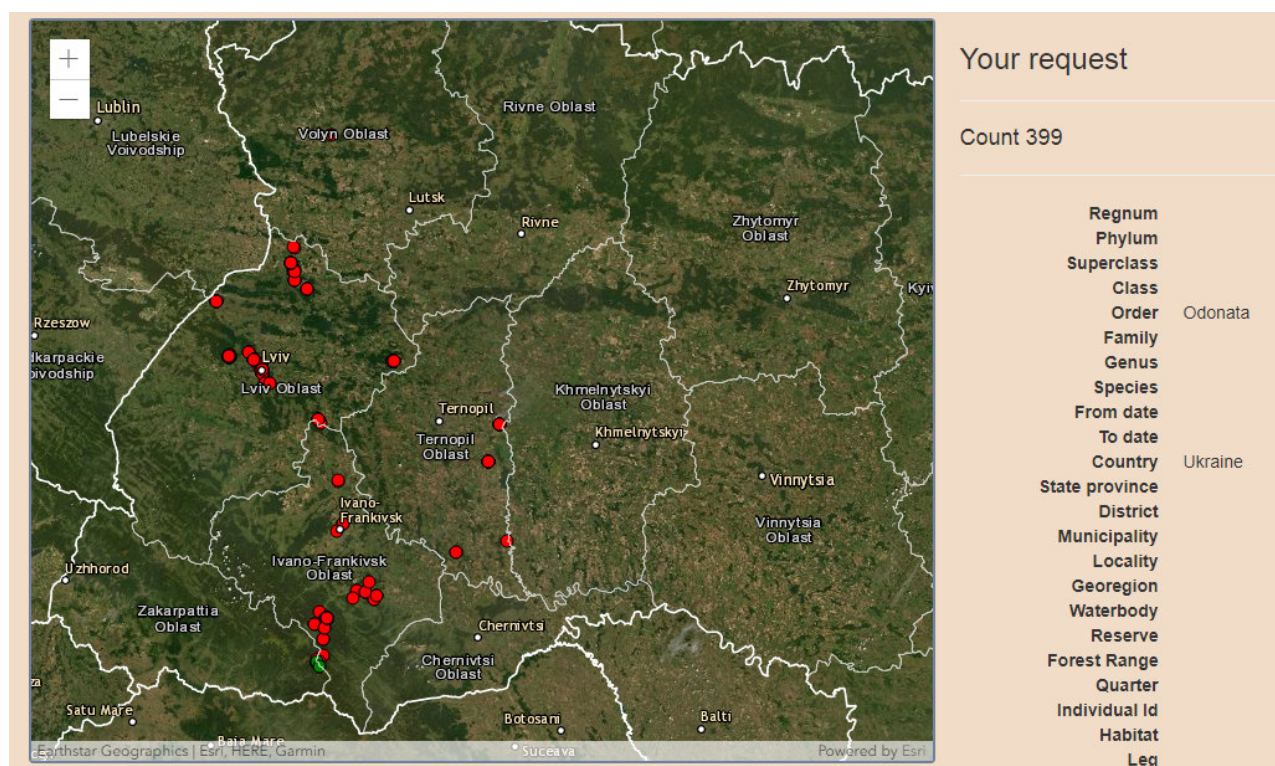 +
−
Lublin
Lubelskie
Voivodship
Volyn Oblast
Rivne Oblast
Lutsk
Rivne
Zhytomyr
Oblast
Zhytomyr
Kyiv
Rzeszow
dkarpackie
oivodship
Lviv
Lviv Oblast
Khmelnytskyi
Oblast
Ternopil
Ternopil
Oblast
Khmelnytskyi
Vinnytsia
Vinnytsia
Oblast
Ivano-
Frankivsk
Ivano-Frankivsk
Oblast
Uzhhorod
Zakarpattia
Oblast
Chernivtsi
Chernivtsi
Oblast
Satu Mare
Botosani
Balti
Baia Mare
Suceava
Earthstar Geographics | Esri, HERE, Garmin
Powered by Esri
Your request
Count 399
Regnum
Phylum
Superclass
Class
Order Odonata
Family
Genus
Species
From date
To date
Country Ukraine
State province
District
Municipality
Locality
Georegion
Waterbody
Reserve
Forest Range
Quarter
Individual Id
Habitat
Leg